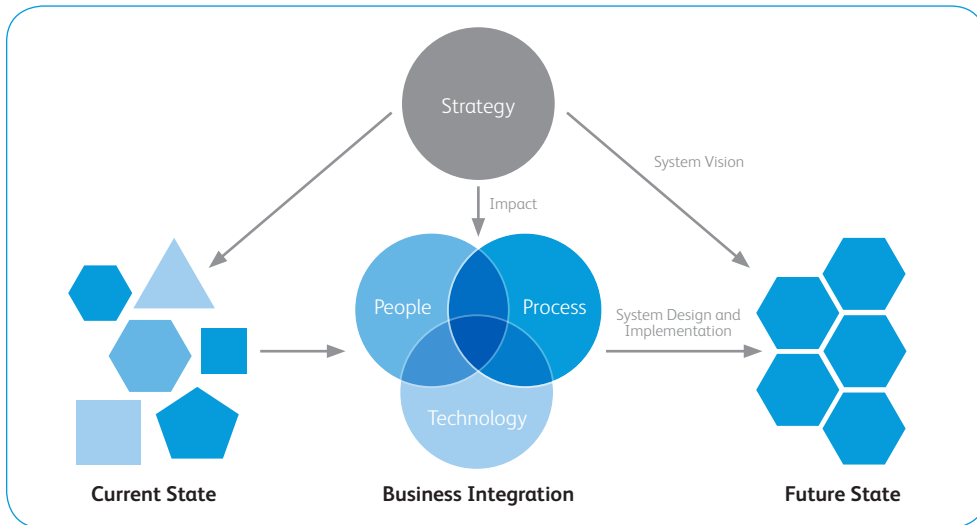 Strategy
System Vision
Impact
People
Process
System Design and
Implementation
Technology
Current State
Business Integration
Future State